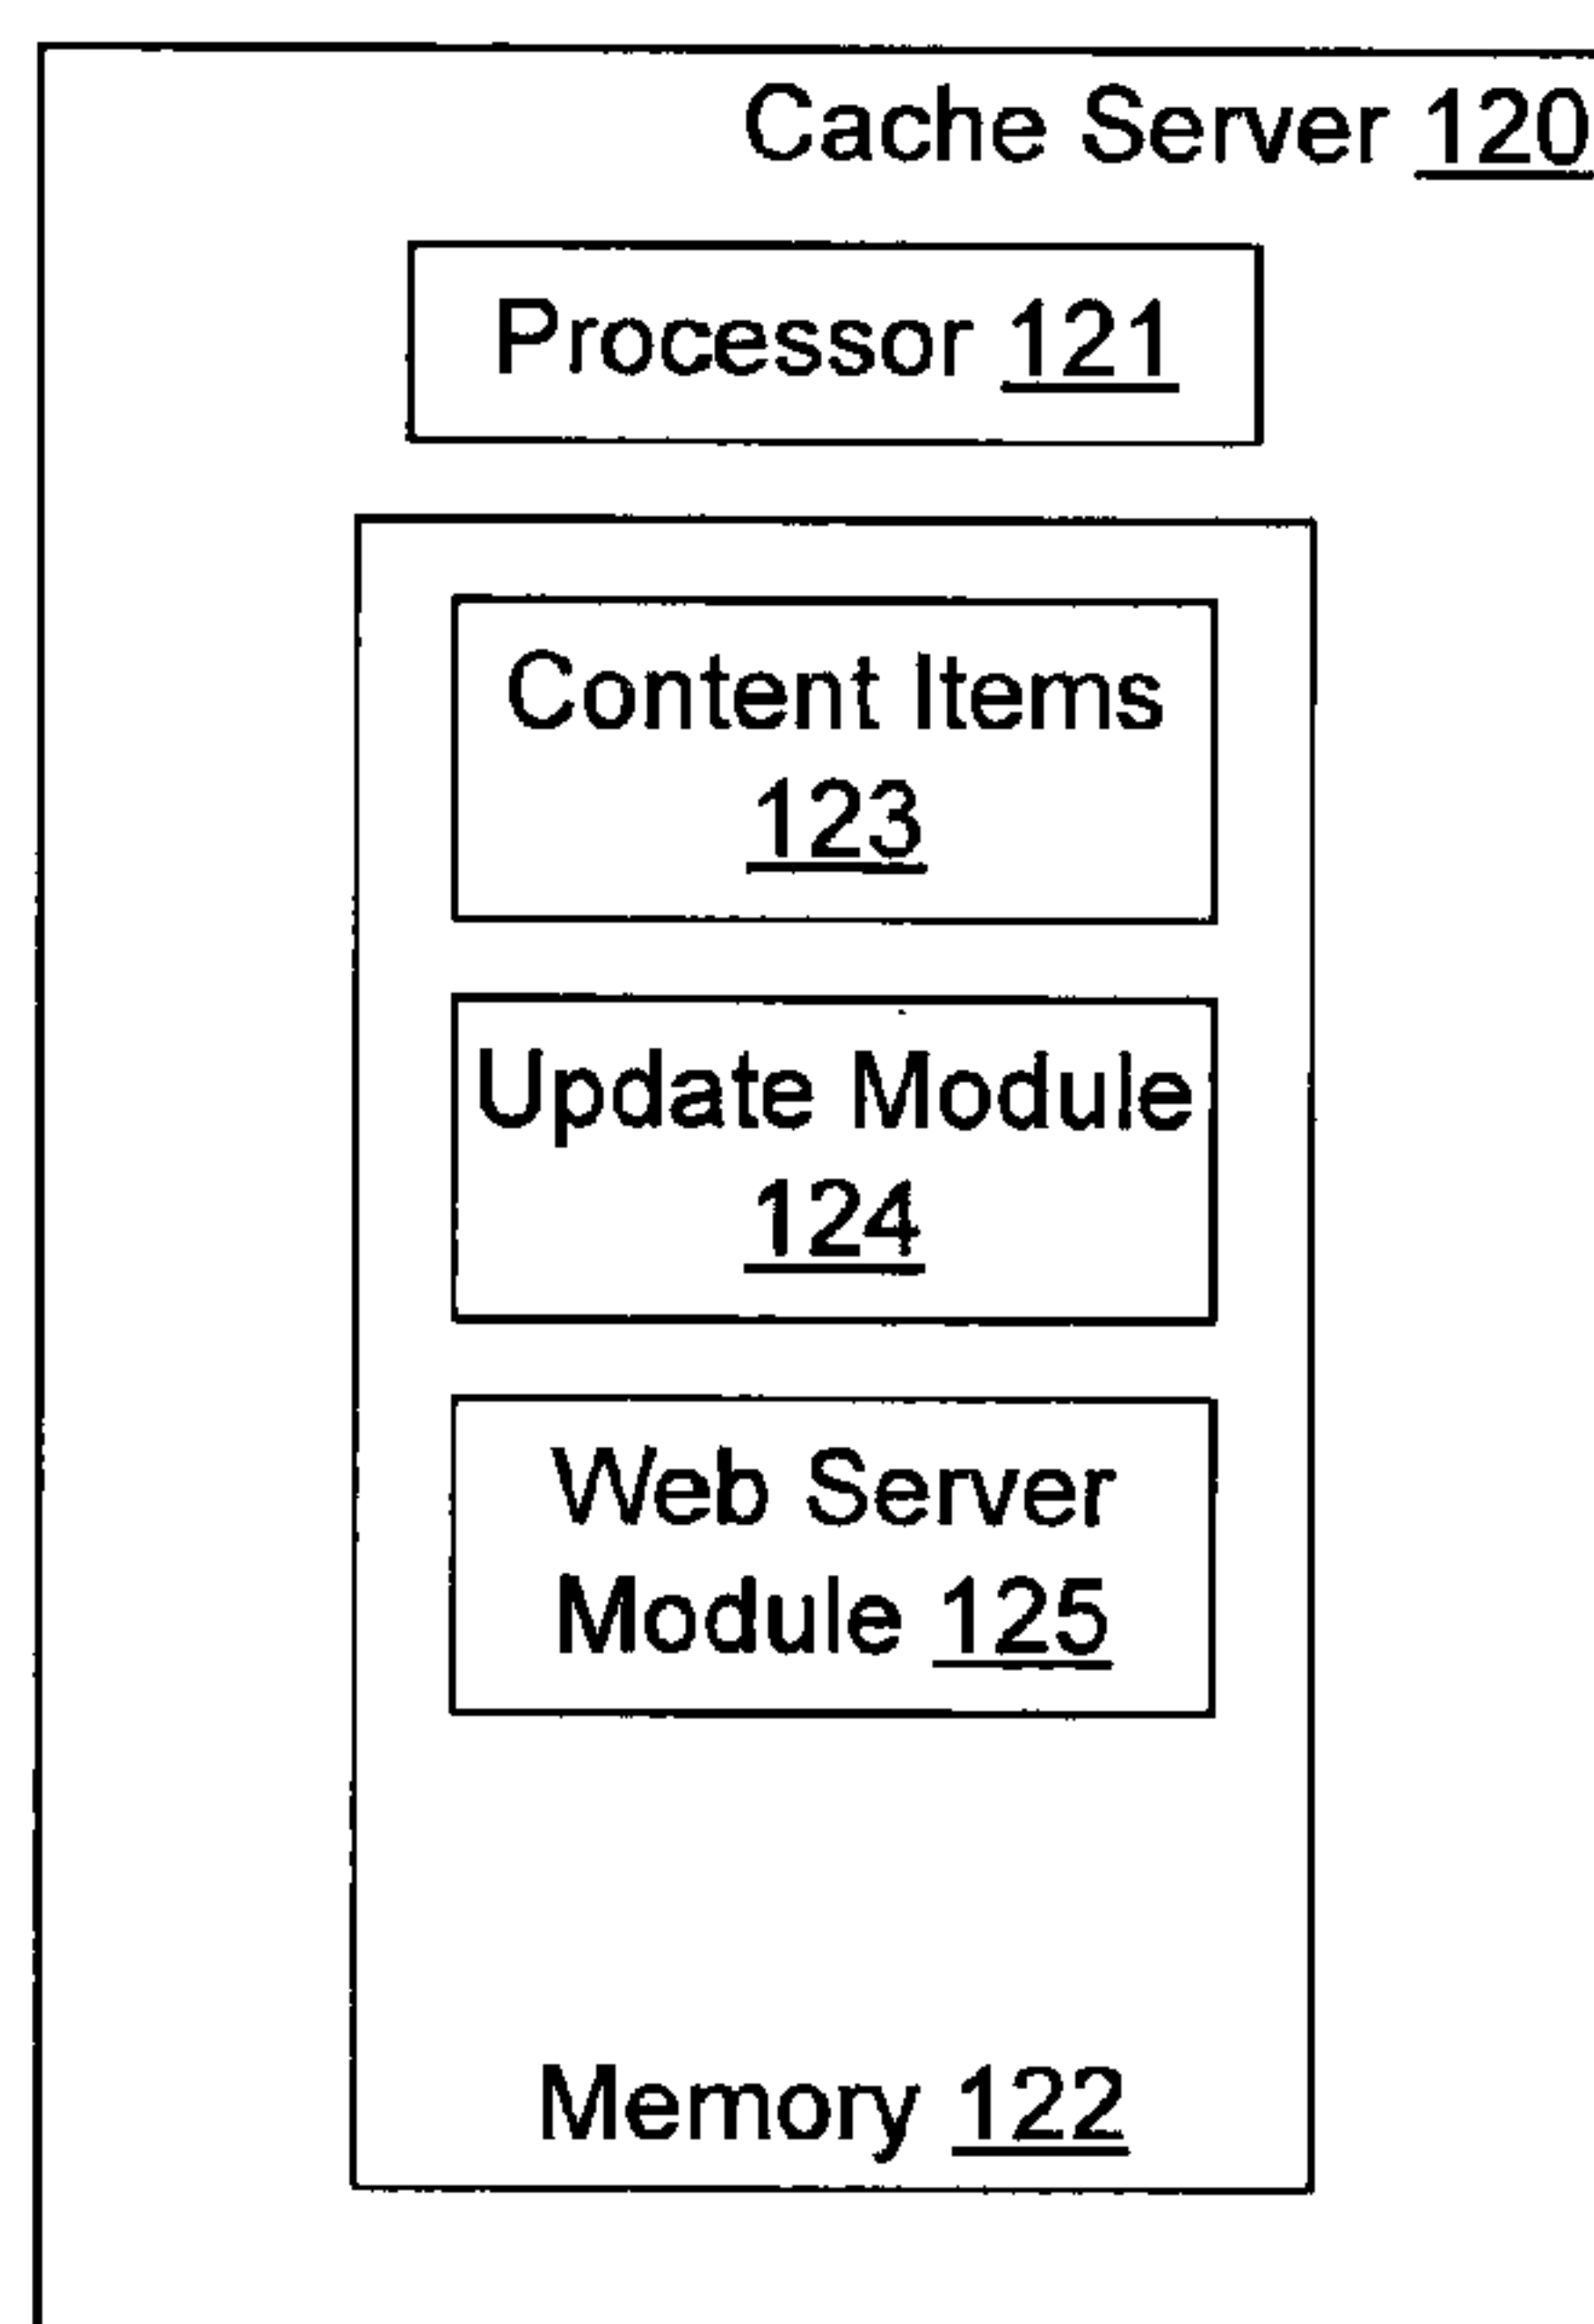 Cache Server 120
Processor 121
Content Items
123
Update Module
124
Web Server
Module 125
Memory 122